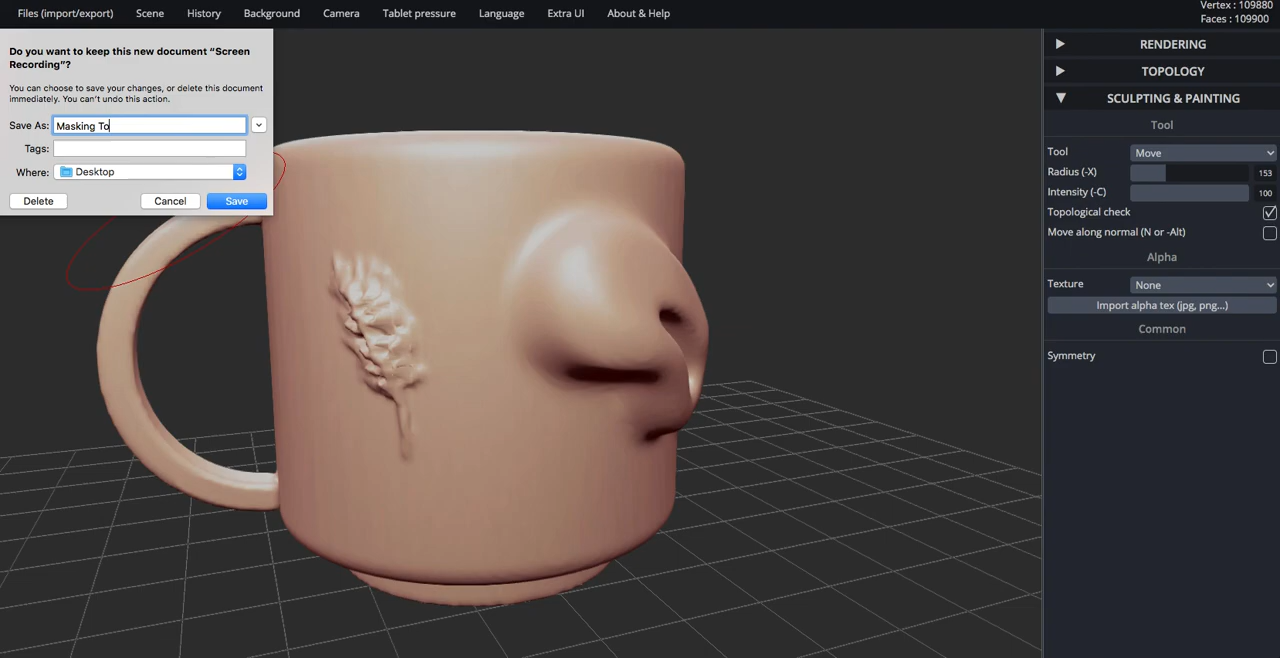 Files (import/export) Scene History Background Camera Tablet pressure Language Extra UI About & Help
Vertex : 109880
Faces : 109900
Do you want to keep this new document “Screen
Recording”?
You can choose to save your changes, or delete this document
immediately. You can’t undo this action.
Save As: Masking To
Tags:
Where: Desktop
Delete Cancel Save
RENDERING
TOPOLOGY
SCULPTING & PAINTING
Tool
Tool Move
Radius (-X) 153
Intensity (-C) 100
Topological check
Move along normal (N or -Alt)
Alpha
Texture None
Import alpha tex (jpg, png...)
Common
Symmetry